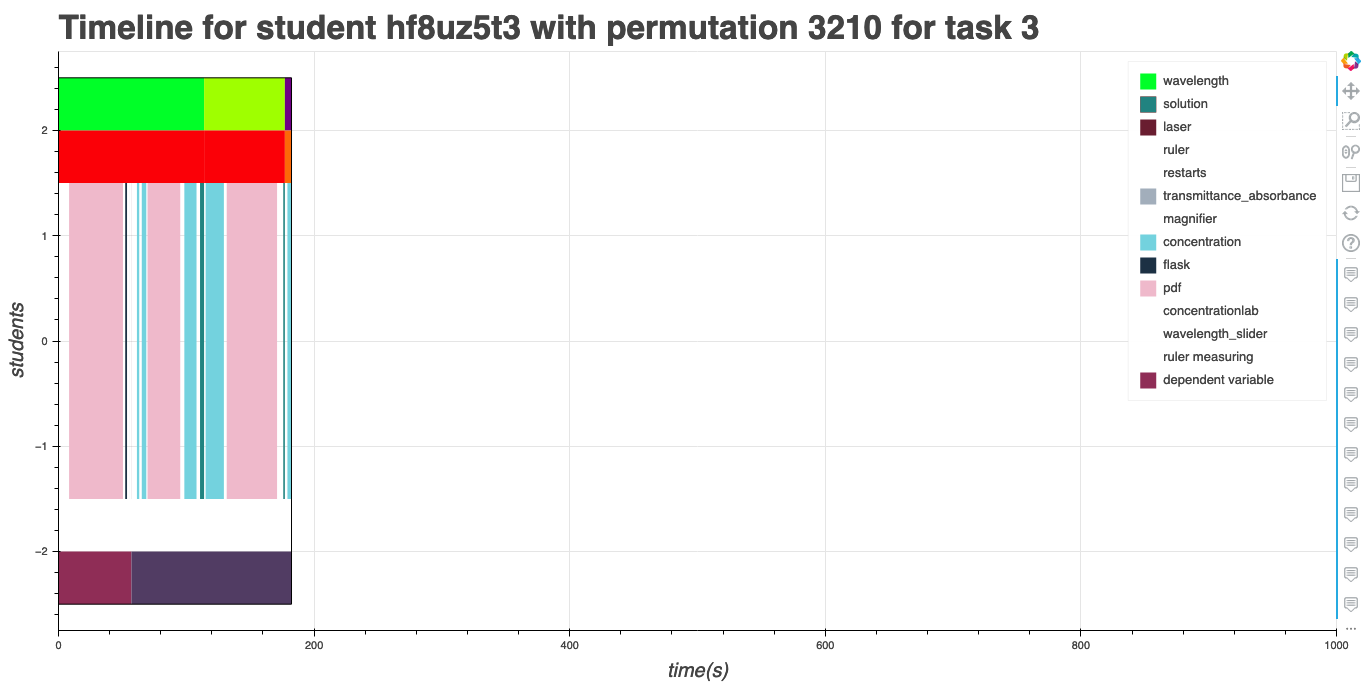 Timeline for student hf8uz5t3 with permutation 3210 for task 3
wavelength
solution
laser
ruler
restarts
transmittance_absorbance
magnifier
concentration
flask
pdf
concentrationlab
wavelength_slider
ruler measuring
dependent variable
students
2
1
0
−1
−2
0 200 400 600 800 1000
time(s)